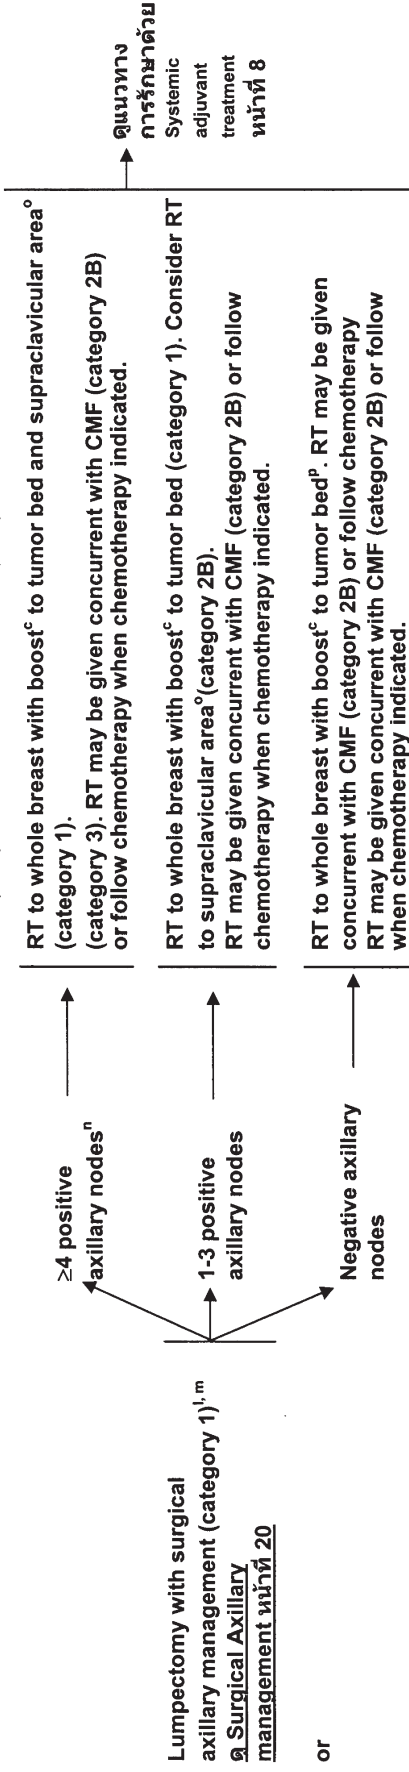 Lumpectomy with surgical
axillary management (category 1)l, m
ดู Surgical Axillary
management หน้าที่ 20
or
≥4 positive
axillary nodesn
1-3 positive
axillary nodes
Negative axillary
nodes
RT to whole breast with boostc to tumor bed and supraclavicular areao
(category 1).
(category 3). RT may be given concurrent with CMF (category 2B)
or follow chemotherapy when chemotherapy indicated.
RT to whole breast with boostc to tumor bed (category 1). Consider RT
to supraclavicular areao(category 2B).
RT may be given concurrent with CMF (category 2B) or follow
chemotherapy when chemotherapy indicated.
RT to whole breast with boostc to tumor bedp. RT may be given
concurrent with CMF (category 2B) or follow chemotherapy
RT may be given concurrent with CMF (category 2B) or follow
when chemotherapy indicated.
ดูแนวทาง
การรักษาด้วย
Systemic
adjuvant
treatment
หน้าที่ 8